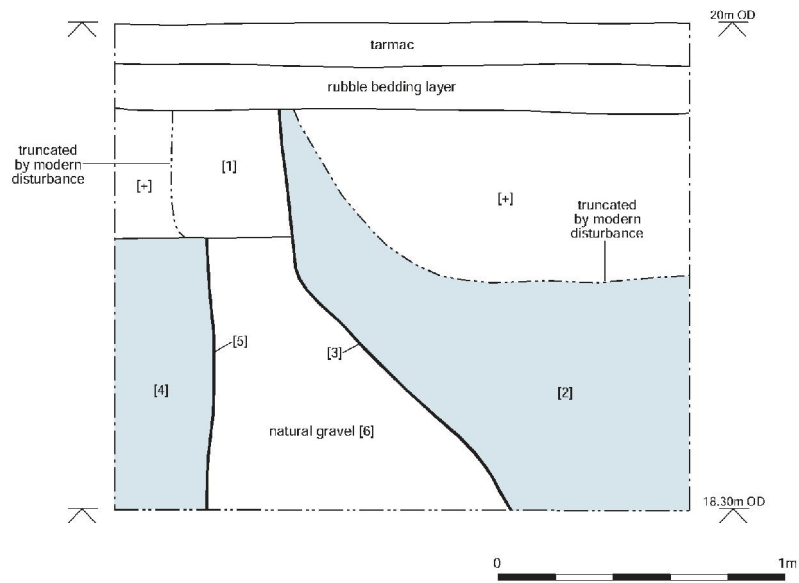 20m OD
tarmac
rubble bedding layer
truncated
by modern
disturbance
[+]
[1]
[+]
truncated
by modern
disturbance
[5]
[3]
[4]
[2]
natural gravel [6]
18.30m OD
0
1m